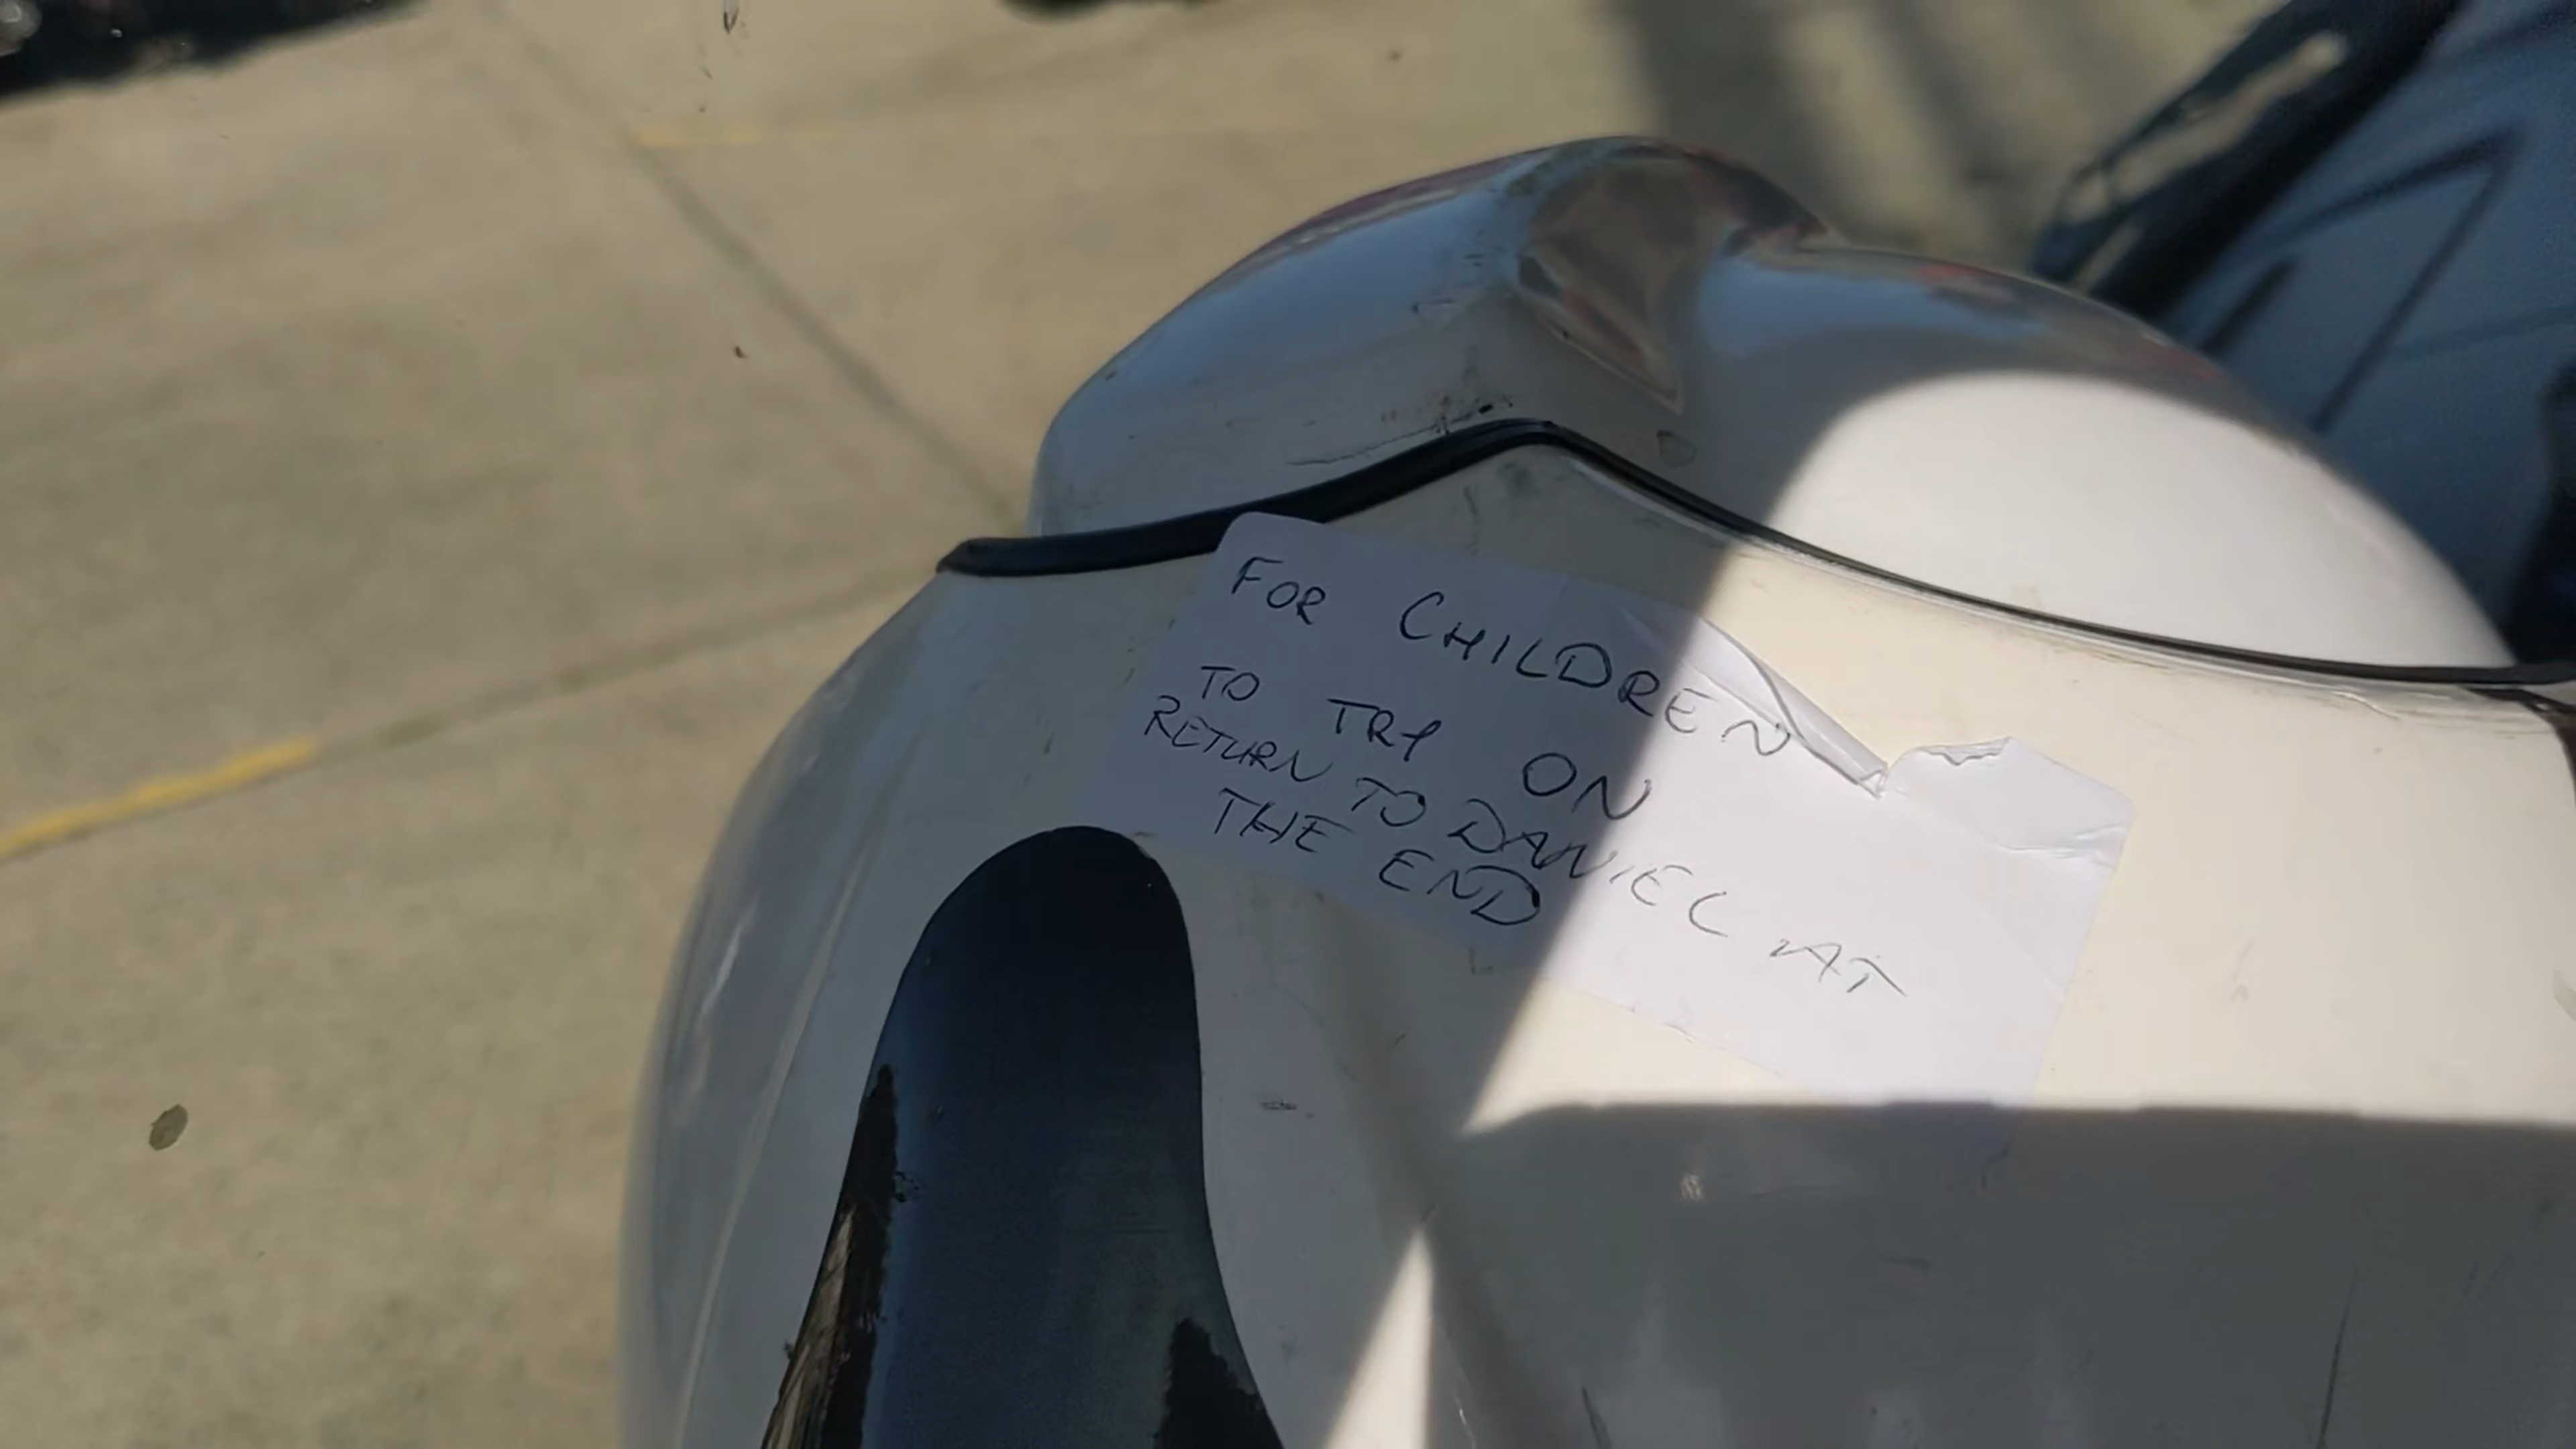 FOR CHILDREN
TO TRY ON
RETURN TO DANIEL AT
THE END